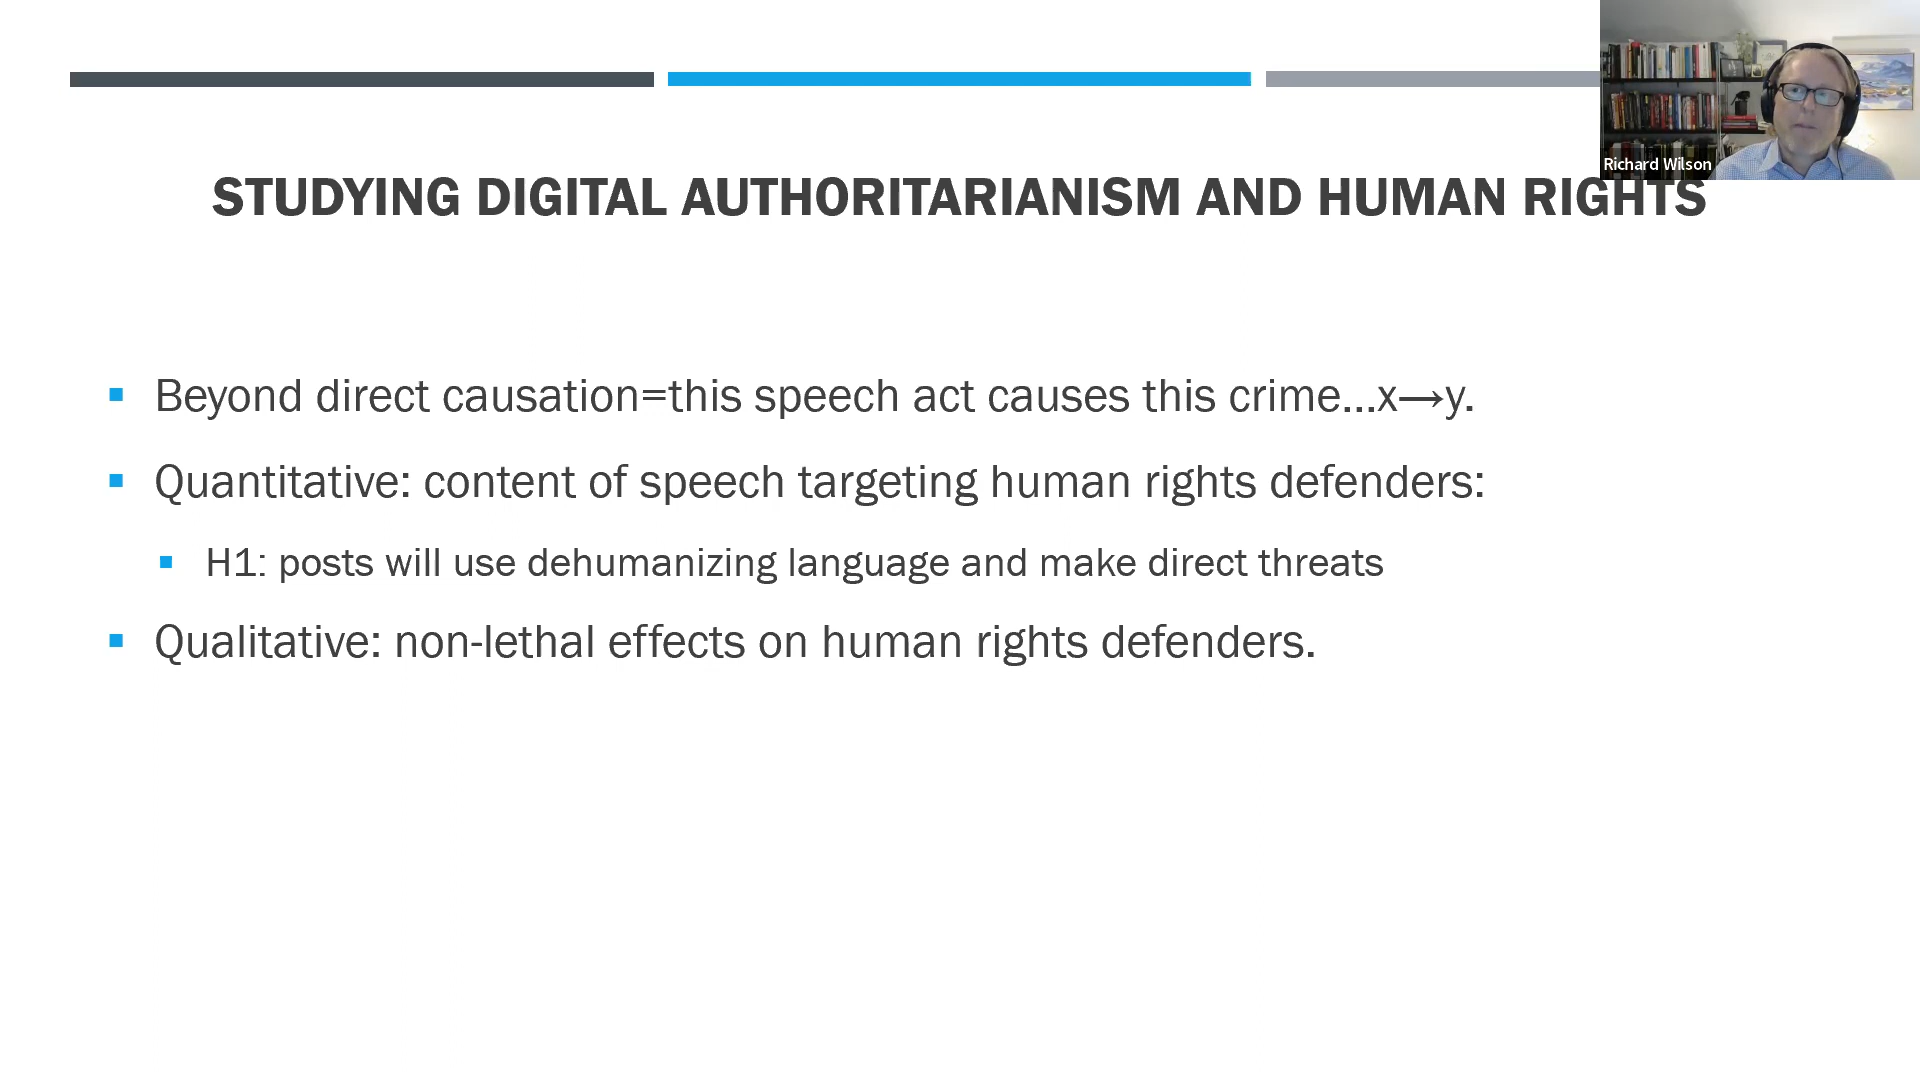 Richard Wilson
STUDYING DIGITAL AUTHORITARIANISM AND HUMAN RIGHTS
Beyond direct causation=this speech act causes this crime...x→y.
Quantitative: content of speech targeting human rights defenders:
H1: posts will use dehumanizing language and make direct threats
Qualitative: non-lethal effects on human rights defenders.